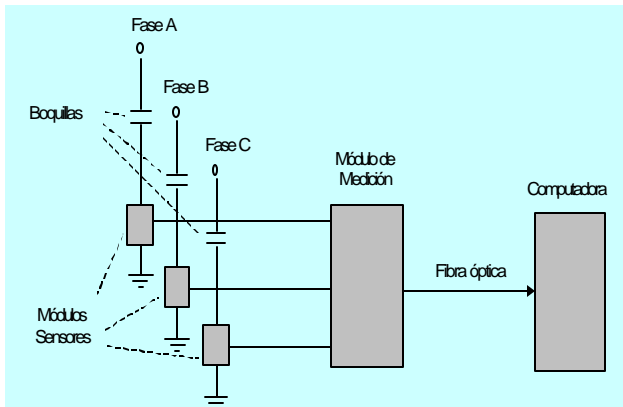 Fase A
Fase B
Boquillas
Fase C
Módulo de
Medición
Computadora
Fibra óptica
Módulos
Sensores